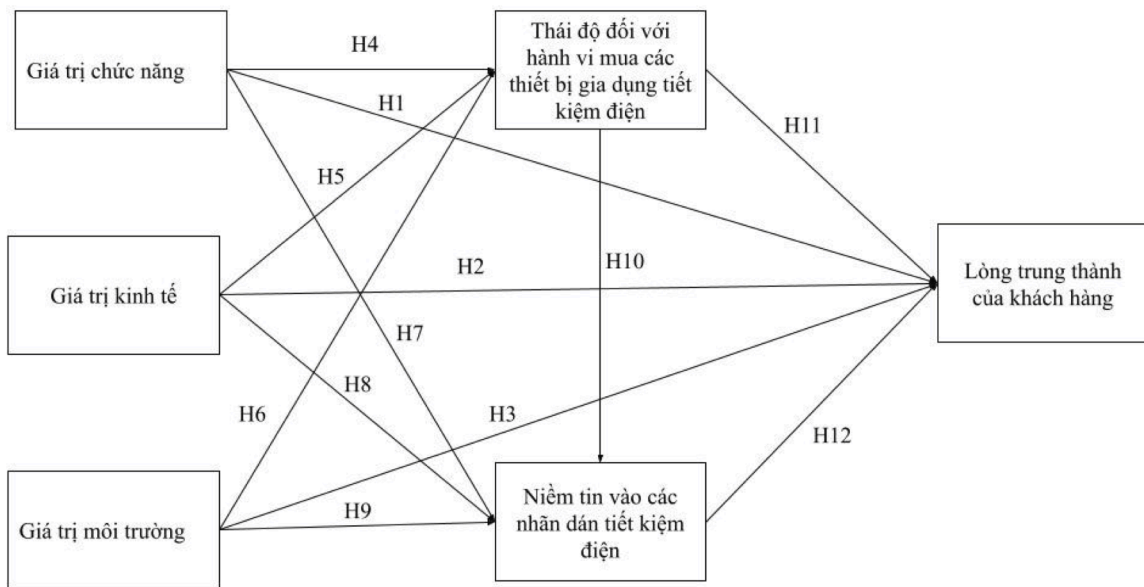 Giá trị chức năng
H4
Thái độ đối với
hành vi mua các
thiết bị gia dụng tiết
kiệm điện
H1
H11
H5
Giá trị kinh tế
H2
H10
Lòng trung thành
của khách hàng
H7
H8
H6
H3
H12
Giá trị môi trường
H9
Niềm tin vào các
nhãn dán tiết kiệm
điện